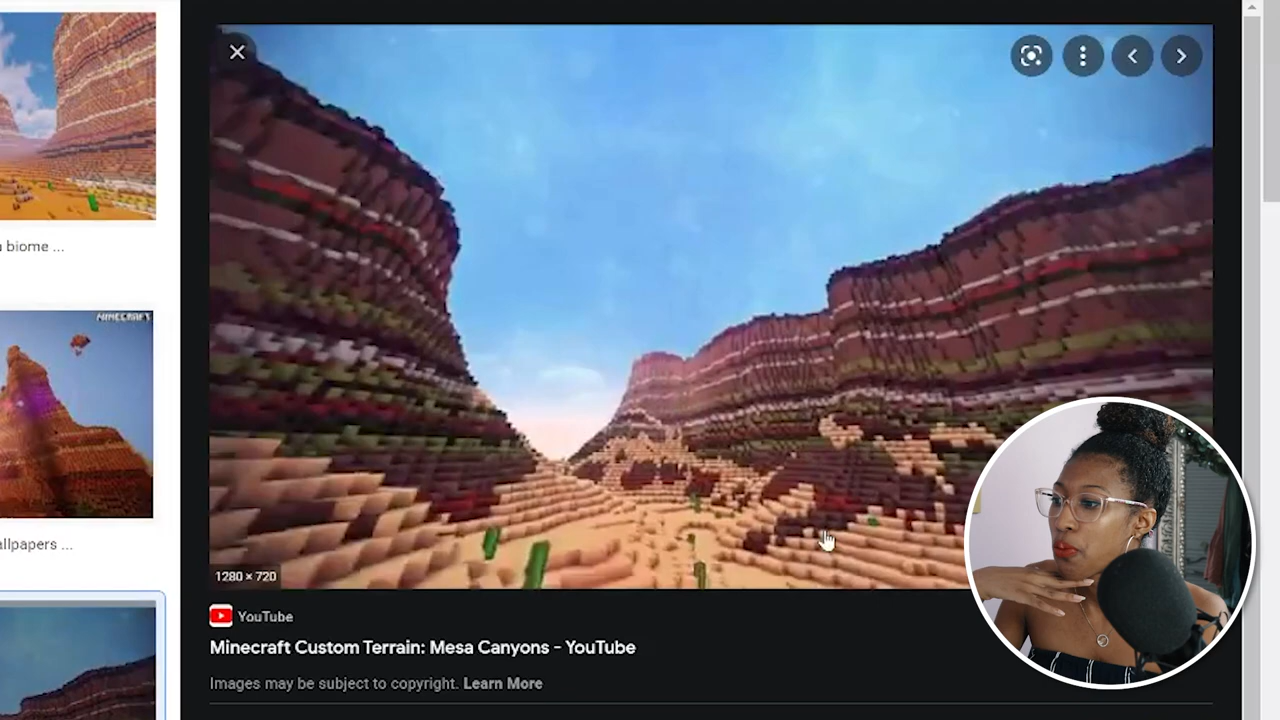 biome ...
MINECRAFT
allpapers ...
1280 × 720
YouTube
Minecraft Custom Terrain: Mesa Canyons - YouTube
Images may be subject to copyright. Learn More